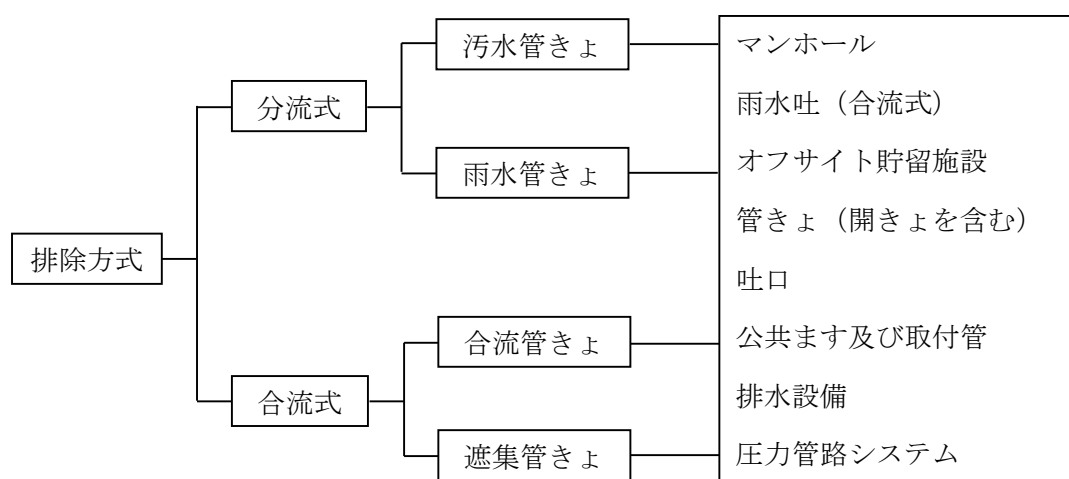 排除方式
分流式
汚水管きょ
雨水管きょ
合流式
合流管きょ
遮集管きょ
マンホール
雨水吐（合流式）
オフサイト貯留施設
管きょ（開きょを含む）
吐口
公共ます及び取付管
排水設備
圧力管路システム